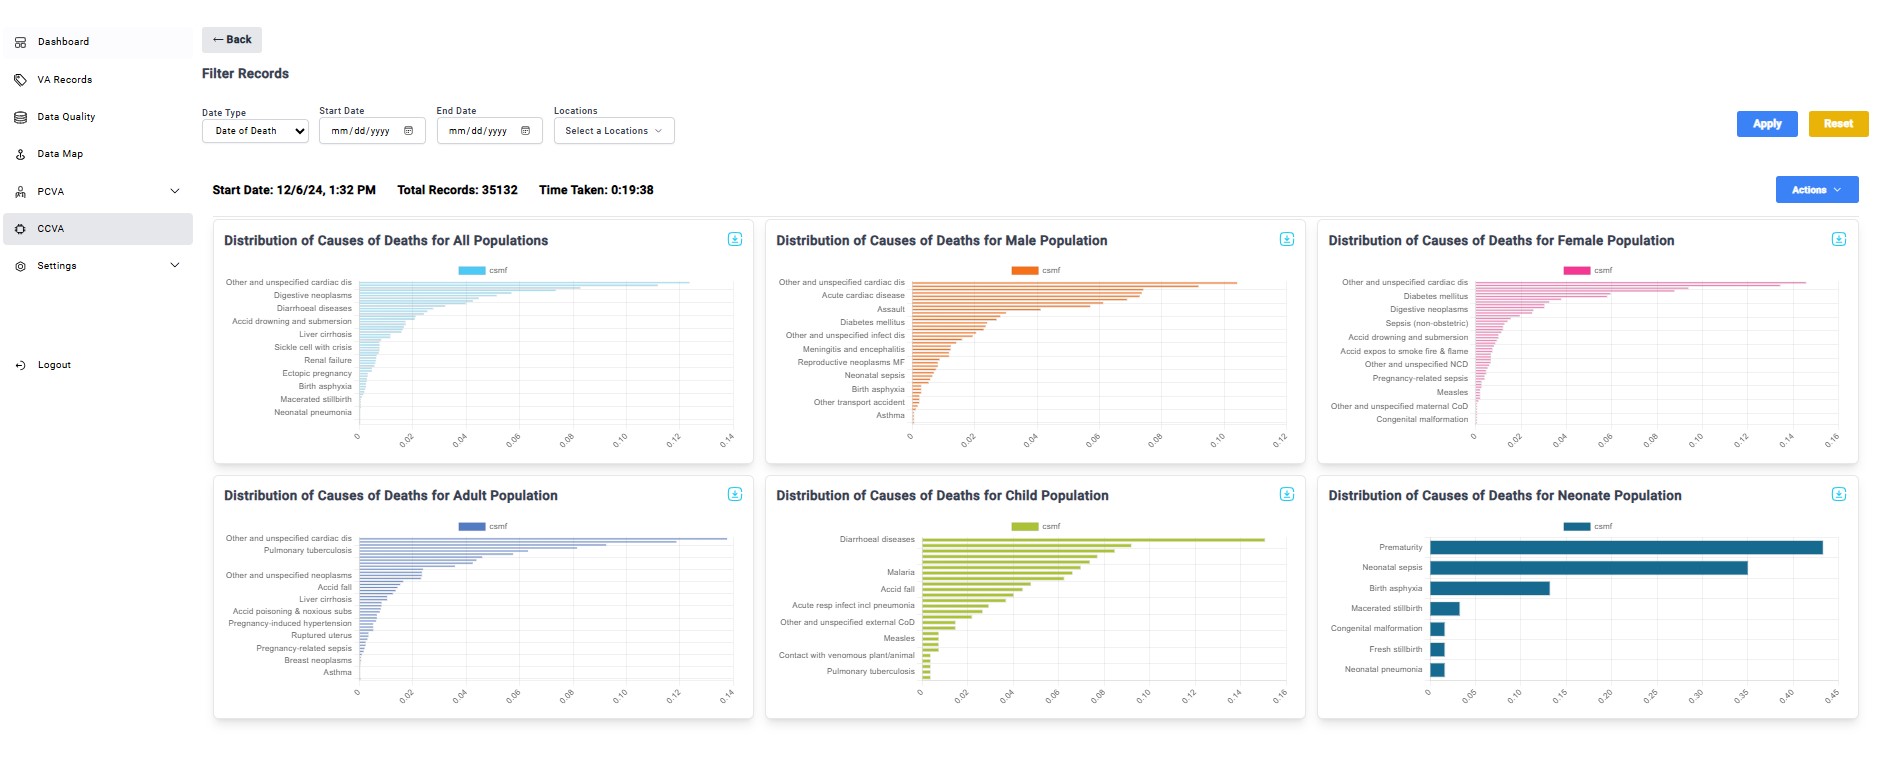 Dashboard
VA Records
Data Quality
Data Map
PCVA
CCVA
Settings
Logout
← Back
Filter Records
Date Type
Start Date
End Date
Locations
Date of Death
mm/dd/yyyy
mm/dd/yyyy
Select a Locations
Apply
Reset
Start Date: 12/6/24, 1:32 PM Total Records: 35132 Time Taken: 0:19:38
Actions
Distribution of Causes of Deaths for All Populations
csmf
Other and unspecified cardiac dis
Digestive neoplasms
Diarrhoeal diseases
Accid drowning and submersion
Liver cirrhosis
Sickle cell with crisis
Renal failure
Ectopic pregnancy
Birth asphyxia
Macerated stillbirth
Neonatal pneumonia
0 0.02 0.04 0.06 0.08 0.10 0.12 0.14
Distribution of Causes of Deaths for Male Population
csmf
Other and unspecified cardiac dis
Acute cardiac disease
Assault
Diabetes mellitus
Other and unspecified infect dis
Meningitis and encephalitis
Reproductive neoplasms MF
Neonatal sepsis
Birth asphyxia
Other transport accident
Asthma
0 0.02 0.04 0.06 0.08 0.10 0.12
Distribution of Causes of Deaths for Female Population
csmf
Other and unspecified cardiac dis
Diabetes mellitus
Digestive neoplasms
Sepsis (non-obstetric)
Accid drowning and submersion
Accid expos to smoke fire & flame
Other and unspecified NCD
Pregnancy-related sepsis
Measles
Other and unspecified maternal CoD
Congenital malformation
0 0.02 0.04 0.06 0.08 0.10 0.12 0.14 0.16
Distribution of Causes of Deaths for Adult Population
csmf
Other and unspecified cardiac dis
Pulmonary tuberculosis
Other and unspecified neoplasms
Accid fall
Liver cirrhosis
Accid poisoning & noxious subs
Pregnancy-induced hypertension
Ruptured uterus
Pregnancy-related sepsis
Breast neoplasms
Asthma
0 0.02 0.04 0.06 0.08 0.10 0.12 0.14
Distribution of Causes of Deaths for Child Population
csmf
Diarrhoeal diseases
Malaria
Accid fall
Acute resp infect incl pneumonia
Other and unspecified external CoD
Measles
Contact with venomous plant/animal
Pulmonary tuberculosis
0 0.02 0.04 0.06 0.08 0.10 0.12 0.14 0.16
Distribution of Causes of Deaths for Neonate Population
csmf
Prematurity
Neonatal sepsis
Birth asphyxia
Macerated stillbirth
Congenital malformation
Fresh stillbirth
Neonatal pneumonia
0 0.05 0.10 0.15 0.20 0.25 0.30 0.35 0.40 0.45